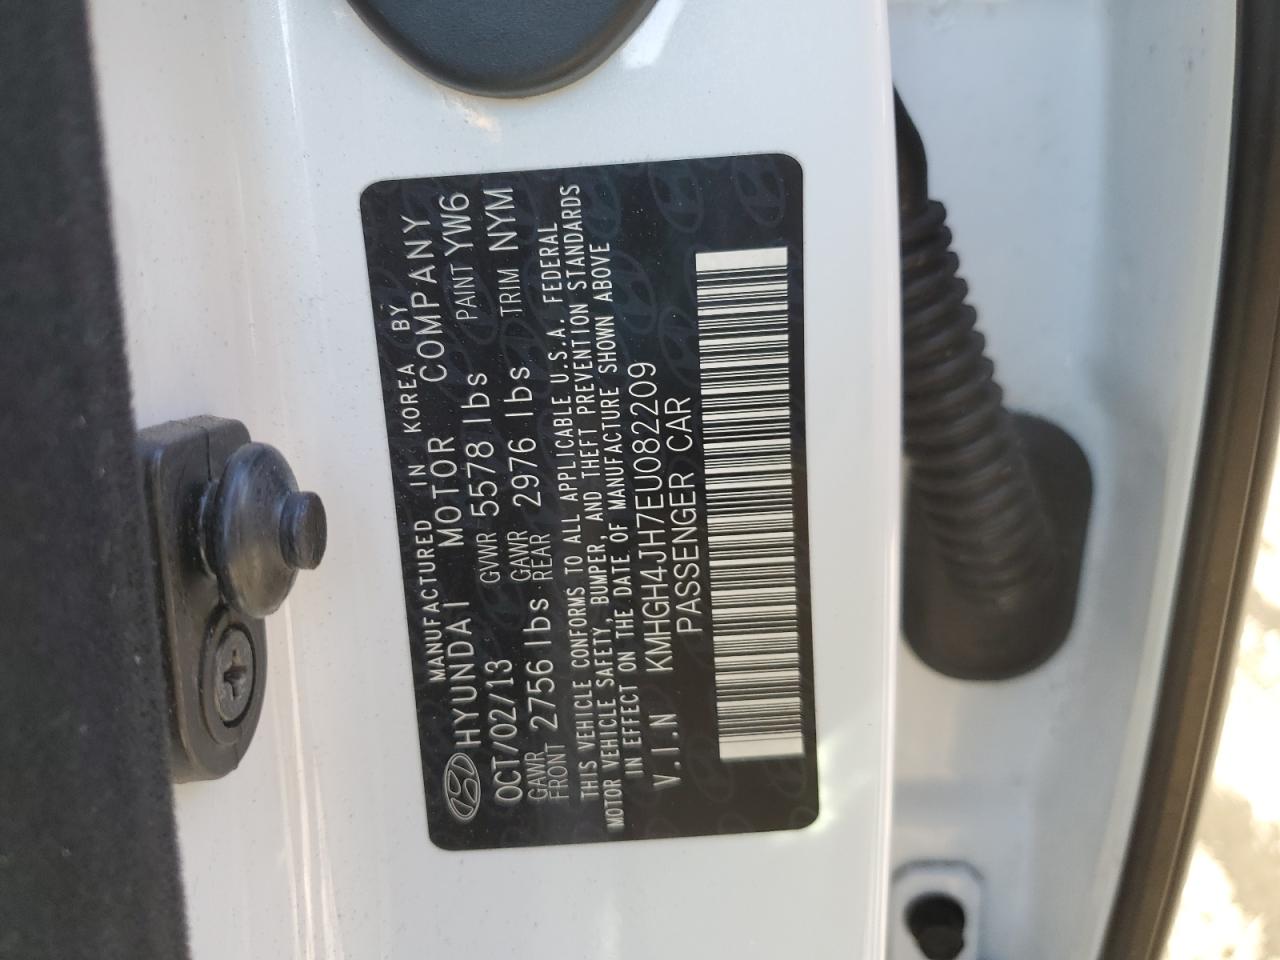 MANUFACTURED IN KOREA BY
HYUNDAI MOTOR COMPANY
OCT/02/13 GVWR 5578 lbs PAINT YW6
GAWR FRONT 2756 lbs GAWR REAR 2976 lbs TRIM NYM
THIS VEHICLE CONFORMS TO ALL APPLICABLE U.S.A. FEDERAL
MOTOR VEHICLE SAFETY, BUMPER, AND THEFT PREVENTION STANDARDS
IN EFFECT ON THE DATE OF MANUFACTURE SHOWN ABOVE
V.I.N KMHGH4JH7EU082209
PASSENGER CAR